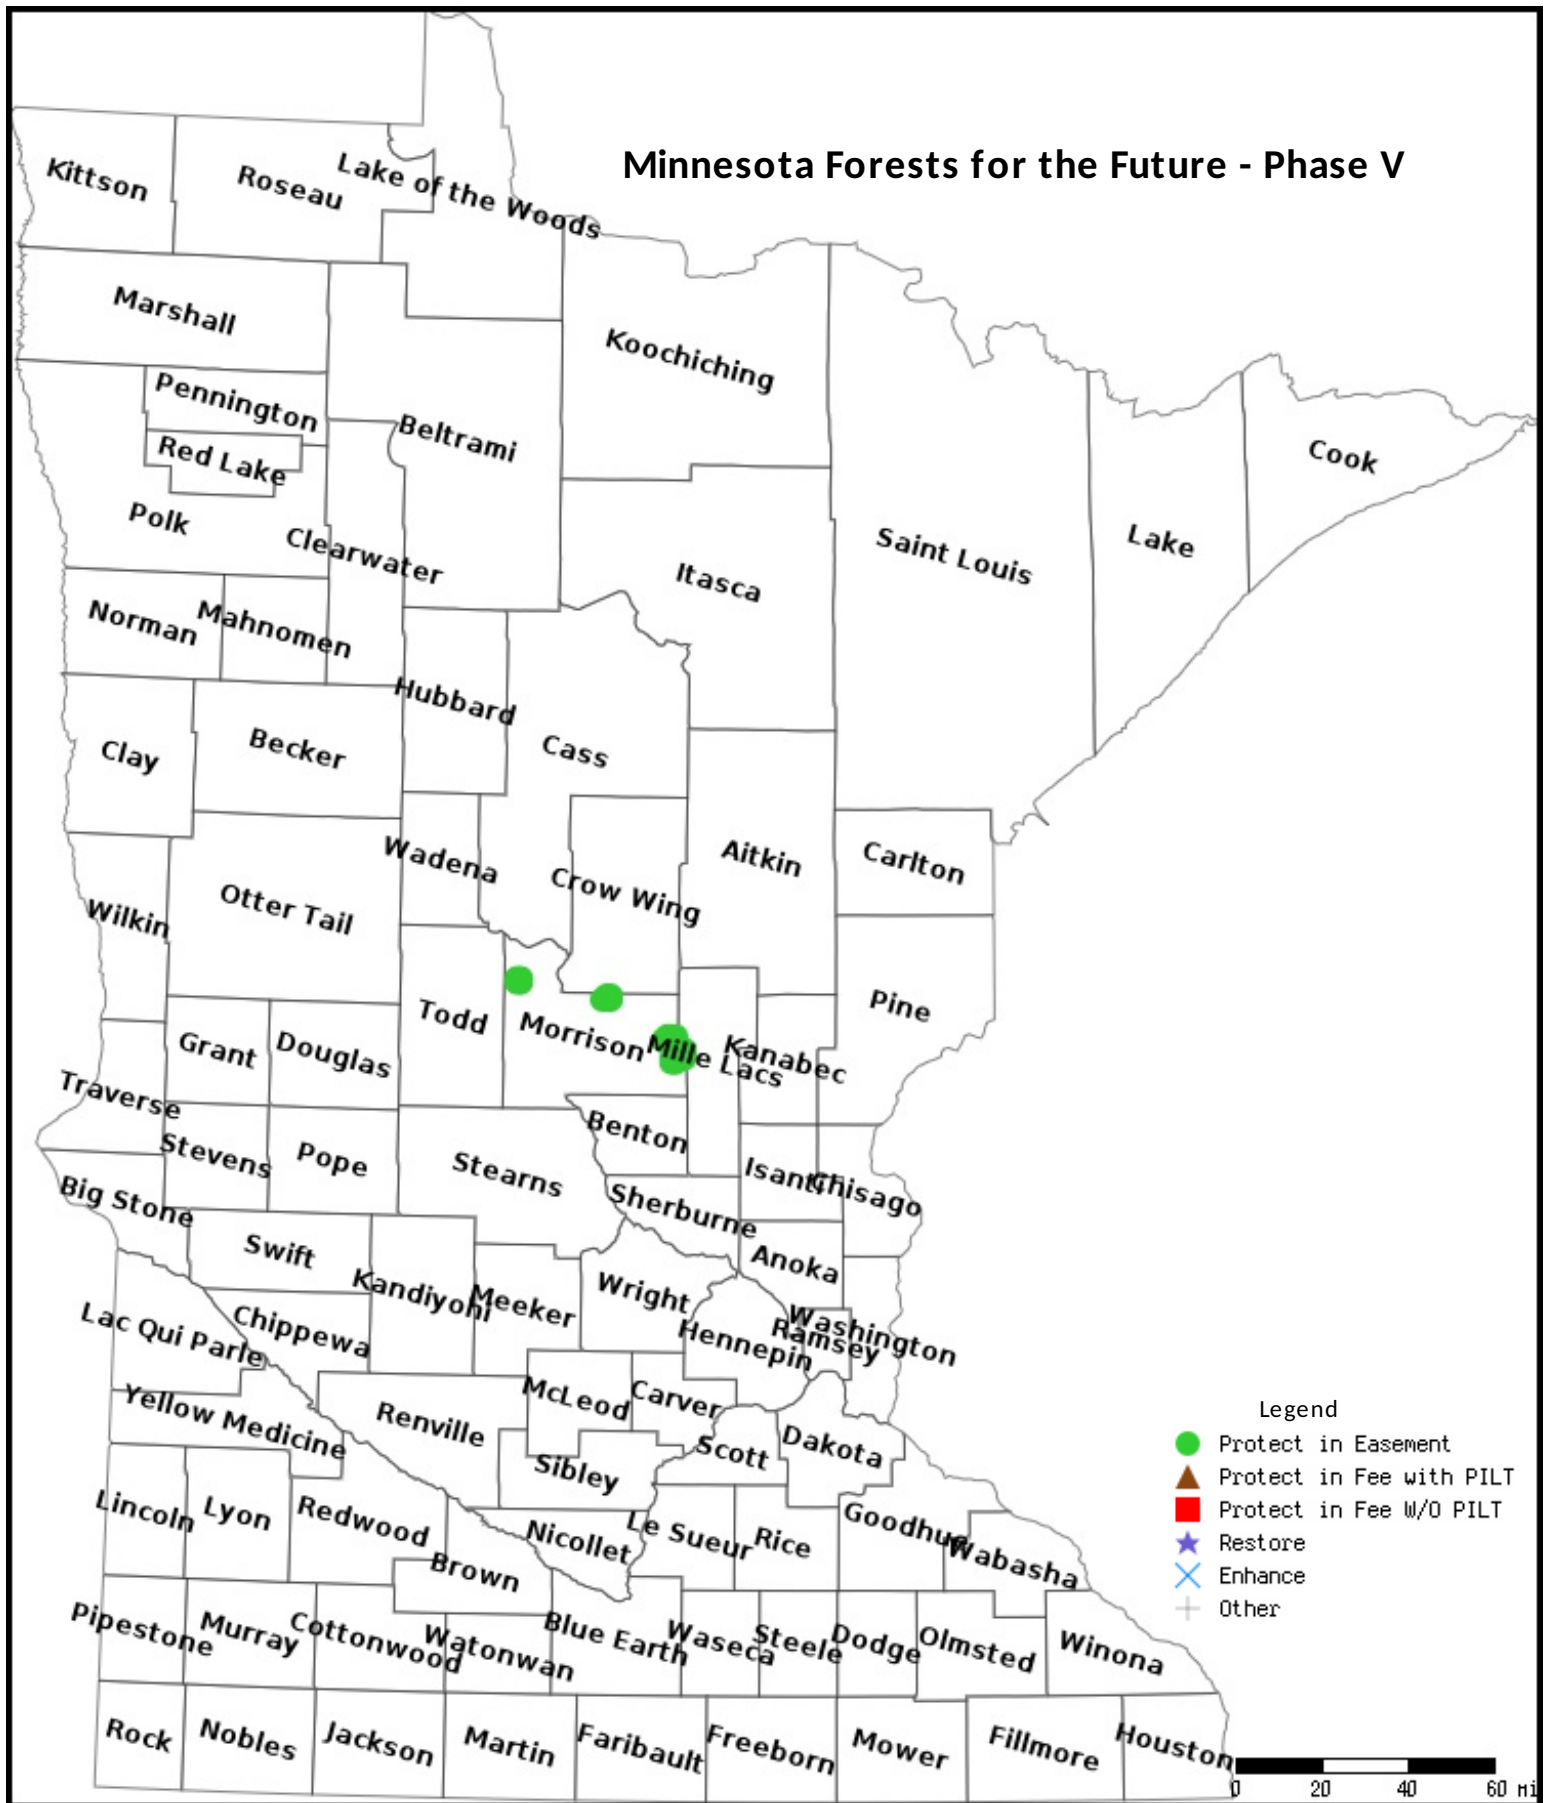 Minnesota Forests for the Future - Phase V
Kittson
Roseau
Lake of the Woods
Marshall
Koochiching
Pennington
Beltrami
Red Lake
Cook
Polk
Clearwater
Itasca
Saint Louis
Lake
Norman
Mahnomen
Hubbard
Cass
Clay
Becker
Wadena
Crow Wing
Aitkin
Carlton
Otter Tail
Wilkin
Todd
Morrison
Mille Lacs
Kanabec
Pine
Grant
Douglas
Traverse
Benton
Stevens
Pope
Stearns
Isanti
Chisago
Big Stone
Sherburne
Swift
Anoka
Kandiyohi
Meeker
Wright
Lac Qui Parle
Chippewa
Hennepin
Ramsey
Washington
McLeod
Carver
Yellow Medicine
Renville
Scott
Dakota
Sibley
Lincoln
Lyon
Redwood
Nicollet
Le Sueur
Rice
Goodhue
Wabasha
Brown
Pipestone
Murray
Cottonwood
Watonwan
Blue Earth
Waseca
Steele
Dodge
Olmsted
Winona
Rock
Nobles
Jackson
Martin
Faribault
Freeborn
Mower
Fillmore
Houston
Legend
Protect in Easement
Protect in Fee with PILT
Protect in Fee W/O PILT
Restore
Enhance
Other
0 20 40 60 mi